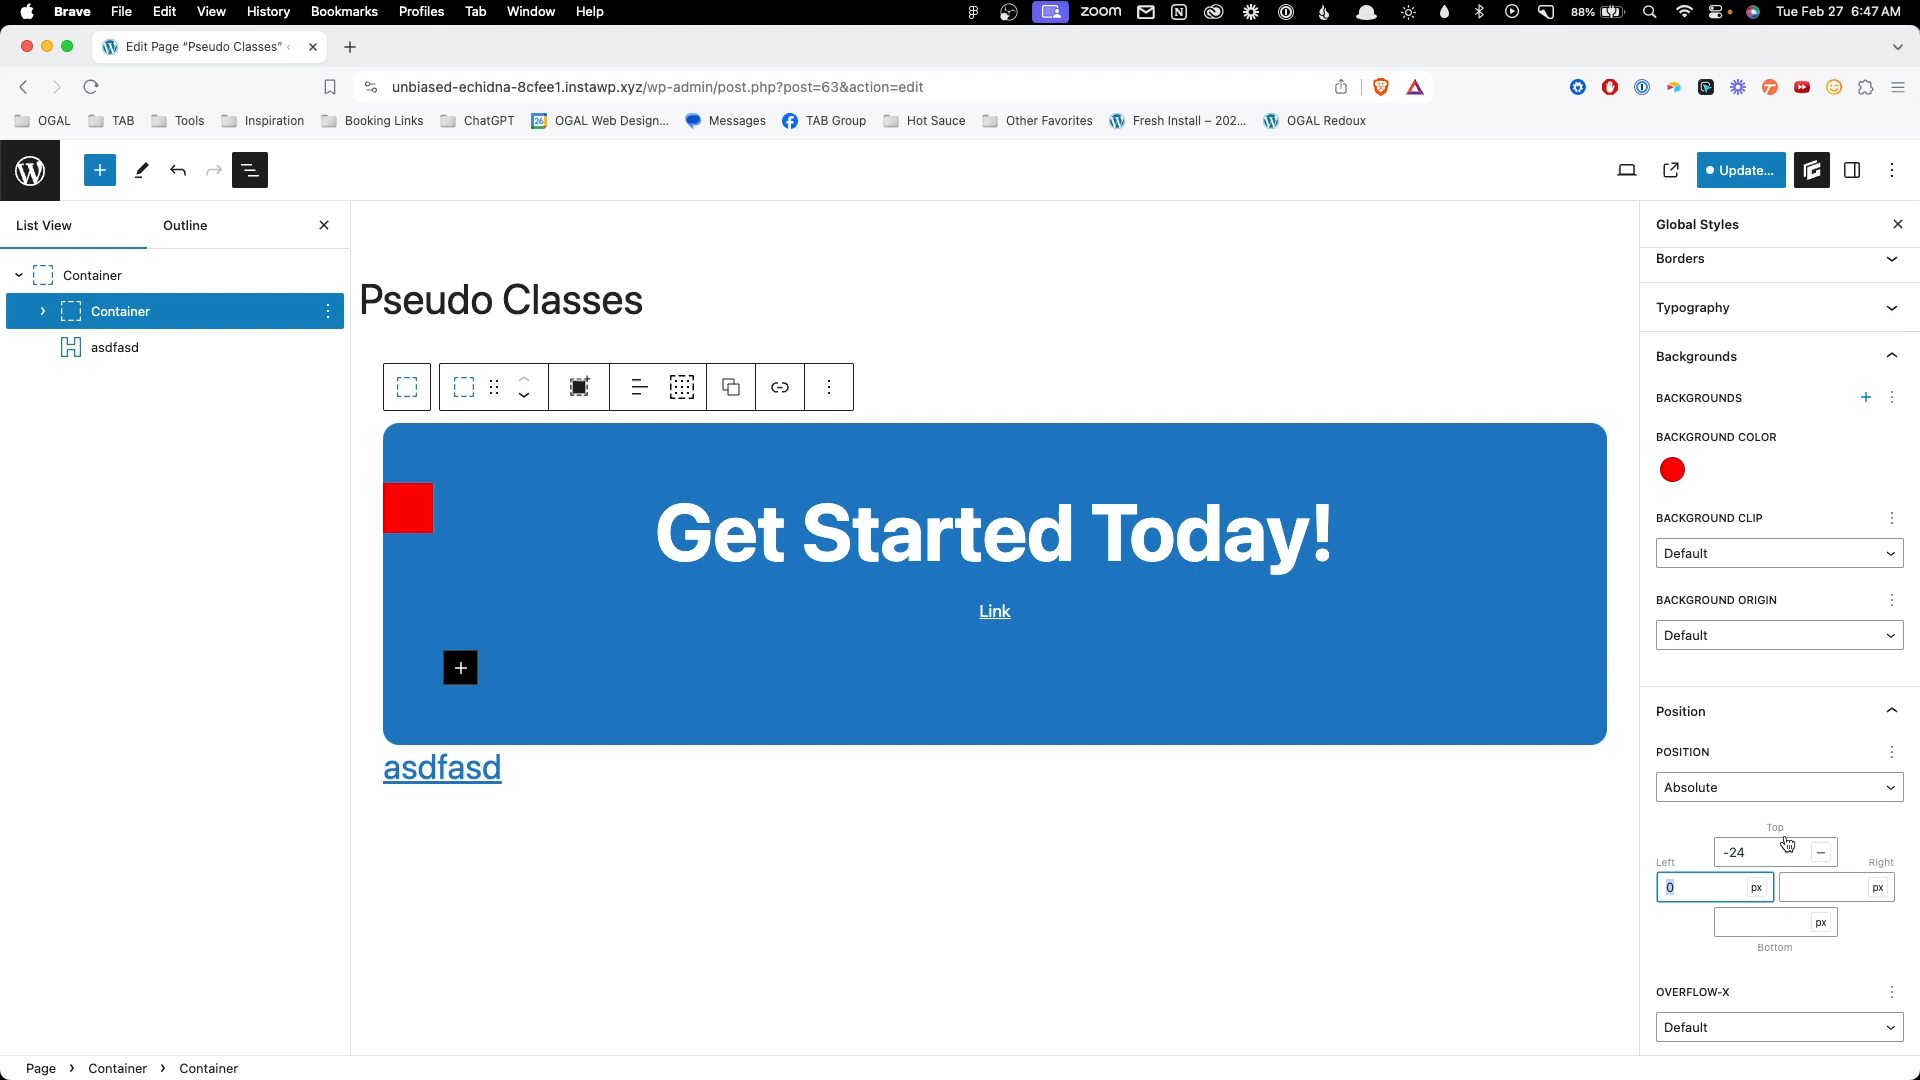 Brave File Edit View History Bookmarks Profiles Tab Window Help zoom 88% Tue Feb 27 6:47 AM
Edit Page "Pseudo Classes"
unbiased-echidna-8cfee1.instawp.xyz/wp-admin/post.php?post=63&action=edit
OGAL TAB Tools Inspiration Booking Links ChatGPT 26 OGAL Web Design... Messages TAB Group Hot Sauce Other Favorites Fresh Install – 202... OGAL Redoux
Update...
List View Outline
Global Styles
Container
Container
asdfasd
Pseudo Classes
Get Started Today!
Link
asdfasd
Borders
Typography
Backgrounds
BACKGROUNDS
BACKGROUND COLOR
BACKGROUND CLIP
Default
BACKGROUND ORIGIN
Default
Position
POSITION
Absolute
Top
-24 –
Left Right
0 px px
px
Bottom
OVERFLOW-X
Default
Page › Container › Container